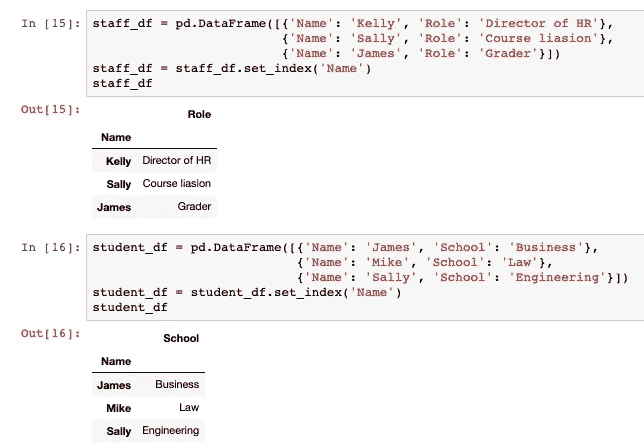 In [15]: staff_df = pd.DataFrame([{'Name': 'Kelly', 'Role': 'Director of HR'},
{'Name': 'Sally', 'Role': 'Course liasion'},
{'Name': 'James', 'Role': 'Grader'}])
staff_df = staff_df.set_index('Name')
staff_df
Out[15]:
Role
Name
Kelly Director of HR
Sally Course liasion
James Grader
In [16]: student_df = pd.DataFrame([{'Name': 'James', 'School': 'Business'},
{'Name': 'Mike', 'School': 'Law'},
{'Name': 'Sally', 'School': 'Engineering'}])
student_df = student_df.set_index('Name')
student_df
Out[16]:
School
Name
James Business
Mike Law
Sally Engineering